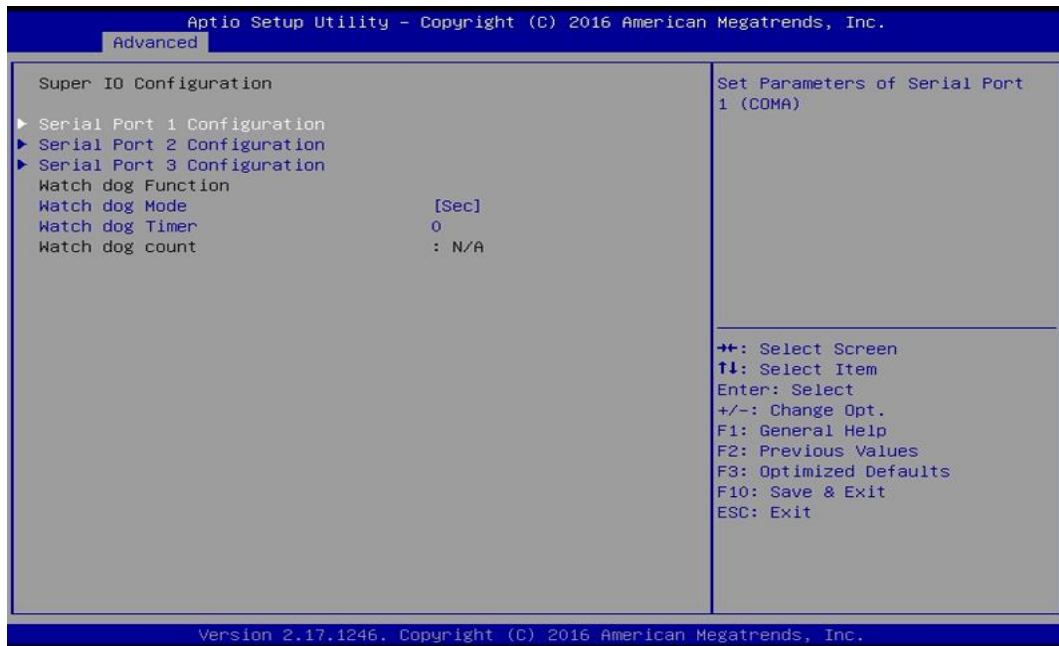 Aptio Setup Utility – Copyright (C) 2016 American Megatrends, Inc.
Advanced
Super IO Configuration
▶ Serial Port 1 Configuration
▶ Serial Port 2 Configuration
▶ Serial Port 3 Configuration
Watch dog Function
Watch dog Mode [Sec]
Watch dog Timer 0
Watch dog count : N/A
Set Parameters of Serial Port
1 (COMA)
→←: Select Screen
↑↓: Select Item
Enter: Select
+/-: Change Opt.
F1: General Help
F2: Previous Values
F3: Optimized Defaults
F10: Save & Exit
ESC: Exit
Version 2.17.1246. Copyright (C) 2016 American Megatrends, Inc.